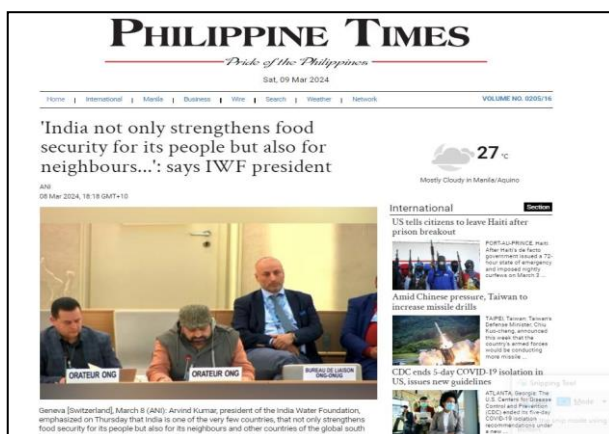 PHILIPPINE TIMES
Pride of the Philippines
Sat, 09 Mar 2024
Home | International | Manila | Business | Wire | Search | Weather | Network
VOLUME NO. 0205/16
'India not only strengthens food
security for its people but also for
neighbours...': says IWF president
ANI
08 Mar 2024, 18:18 GMT+10
ORATEUR ONG
ORATEUR ONG
BUREAU DE LIAISON
ONG-ONUG
Geneva [Switzerland], March 8 (ANI): Arvind Kumar, president of the India Water Foundation,
emphasized on Thursday that India is one of the very few countries, that not only strengthens
food security for its people but also for its neighbours and other countries of the global south
27 °C
Mostly Cloudy in Manila/Aquino
International
Section
US tells citizens to leave Haiti after
prison breakout
PORT-AU-PRINCE, Haiti:
After Haiti's de facto
government issued a 72-
hour state of emergency
and imposed nightly
curfews on March 3 ...
Amid Chinese pressure, Taiwan to
increase missile drills
TAIPEI, Taiwan: Taiwan's
Defense Minister, Chiu
Kuo-cheng, announced
this week that the
country's armed forces
would be conducting
more missile ...
CDC ends 5-day COVID-19 isolation in
US, issues new guidelines
ATLANTA, Georgia: The
U.S. Centers for Disease
Control and Prevention
(CDC) ended its five-day
COVID-19 isolation
recommendations under
a new ...
Snipping Tool
Mode